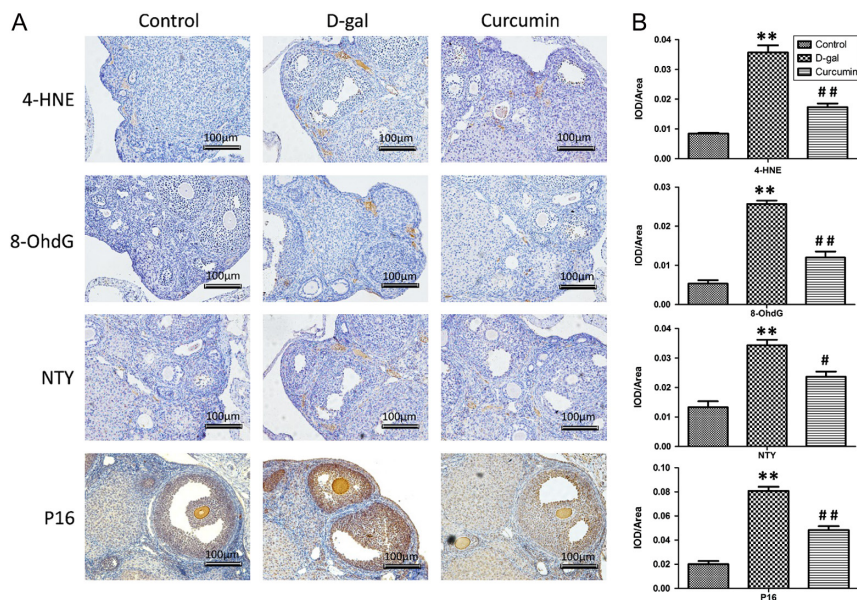 A
Control D-gal Curcumin
4-HNE
100μm 100μm 100μm
8-OhdG
100μm 100μm 100μm
NTY
100μm 100μm 100μm
P16
100μm 100μm 100μm
B
Control
D-gal
Curcumin
IOD/Area
0.04
0.03
0.02
0.01
0.00
**
##
4-HNE
IOD/Area
0.03
0.02
0.01
0.00
**
##
8-OhdG
IOD/Area
0.04
0.03
0.02
0.01
0.00
**
#
NTY
IOD/Area
0.10
0.08
0.06
0.04
0.02
0.00
**
##
P16